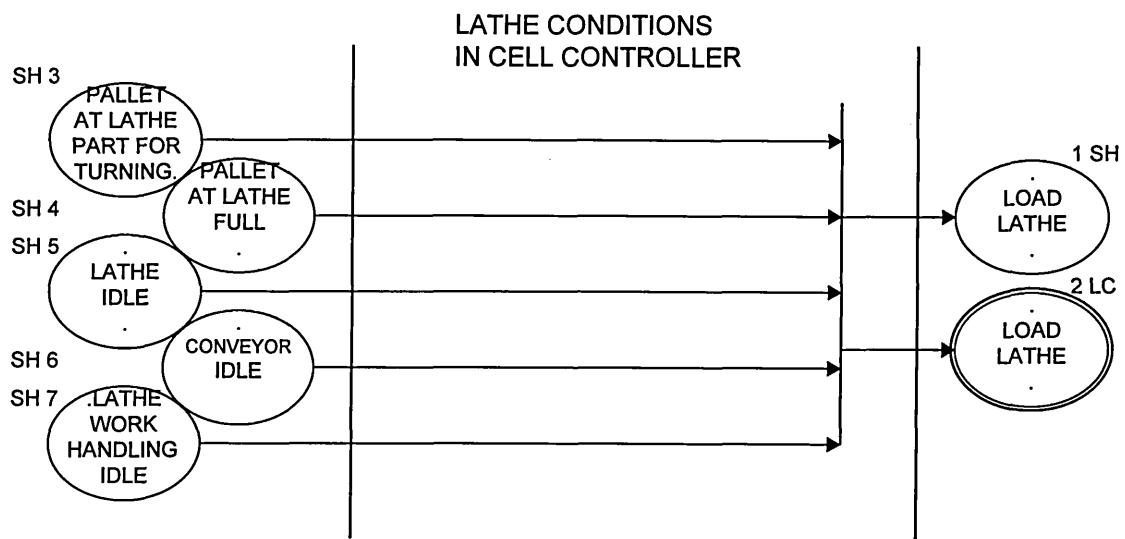 LATHE CONDITIONS
IN CELL CONTROLLER
SH 3
PALLET
AT LATHE
PART FOR
TURNING.
SH 4
PALLET
AT LATHE
FULL
.
SH 5
.
LATHE
IDLE
.
SH 6
.
CONVEYOR
IDLE
SH 7
.LATHE
WORK
HANDLING
IDLE
1 SH
.
LOAD
LATHE
.
2 LC
.
LOAD
LATHE
.